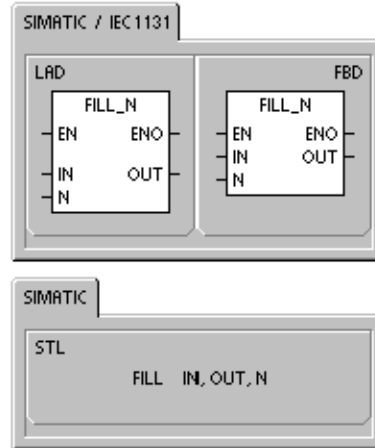 SIMATIC / IEC1131
LAD
FBD
FILL_N
EN ENO
IN OUT
N
FILL_N
EN ENO
IN OUT
N
SIMATIC
STL
FILL IN, OUT, N